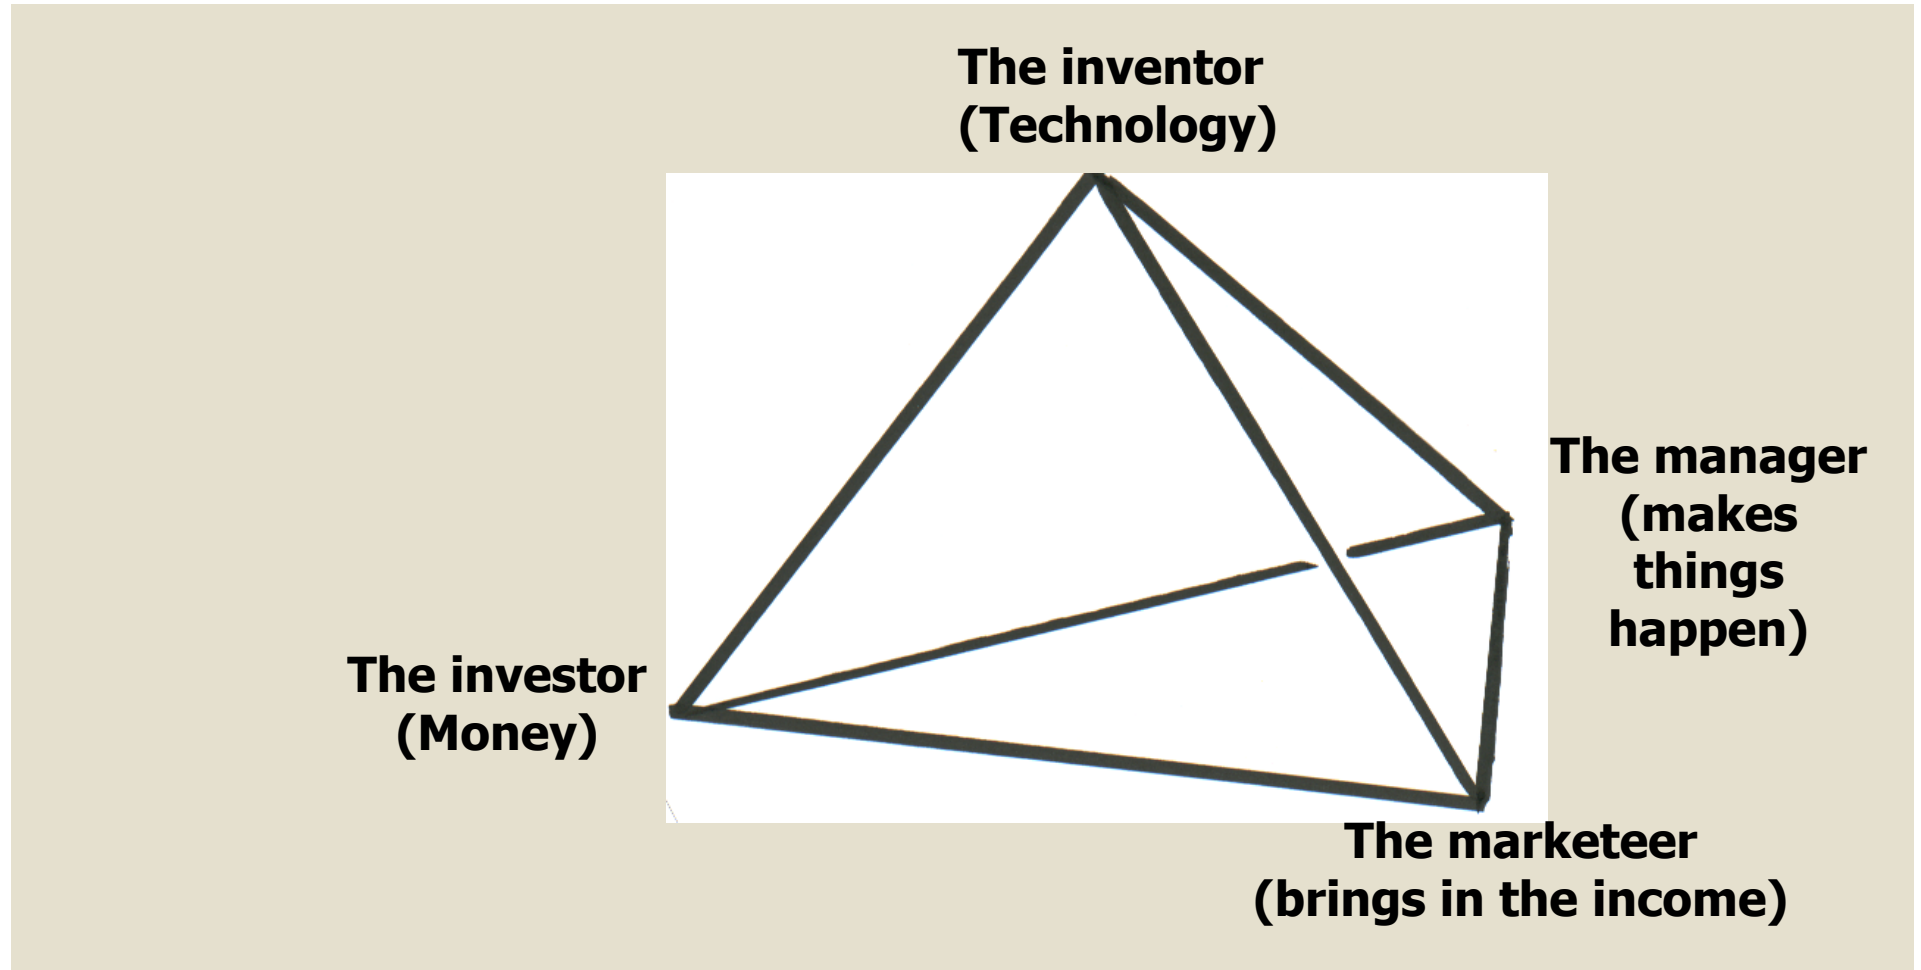 The inventor
(Technology)
The manager
(makes
things
happen)
The investor
(Money)
The marketeer
(brings in the income)